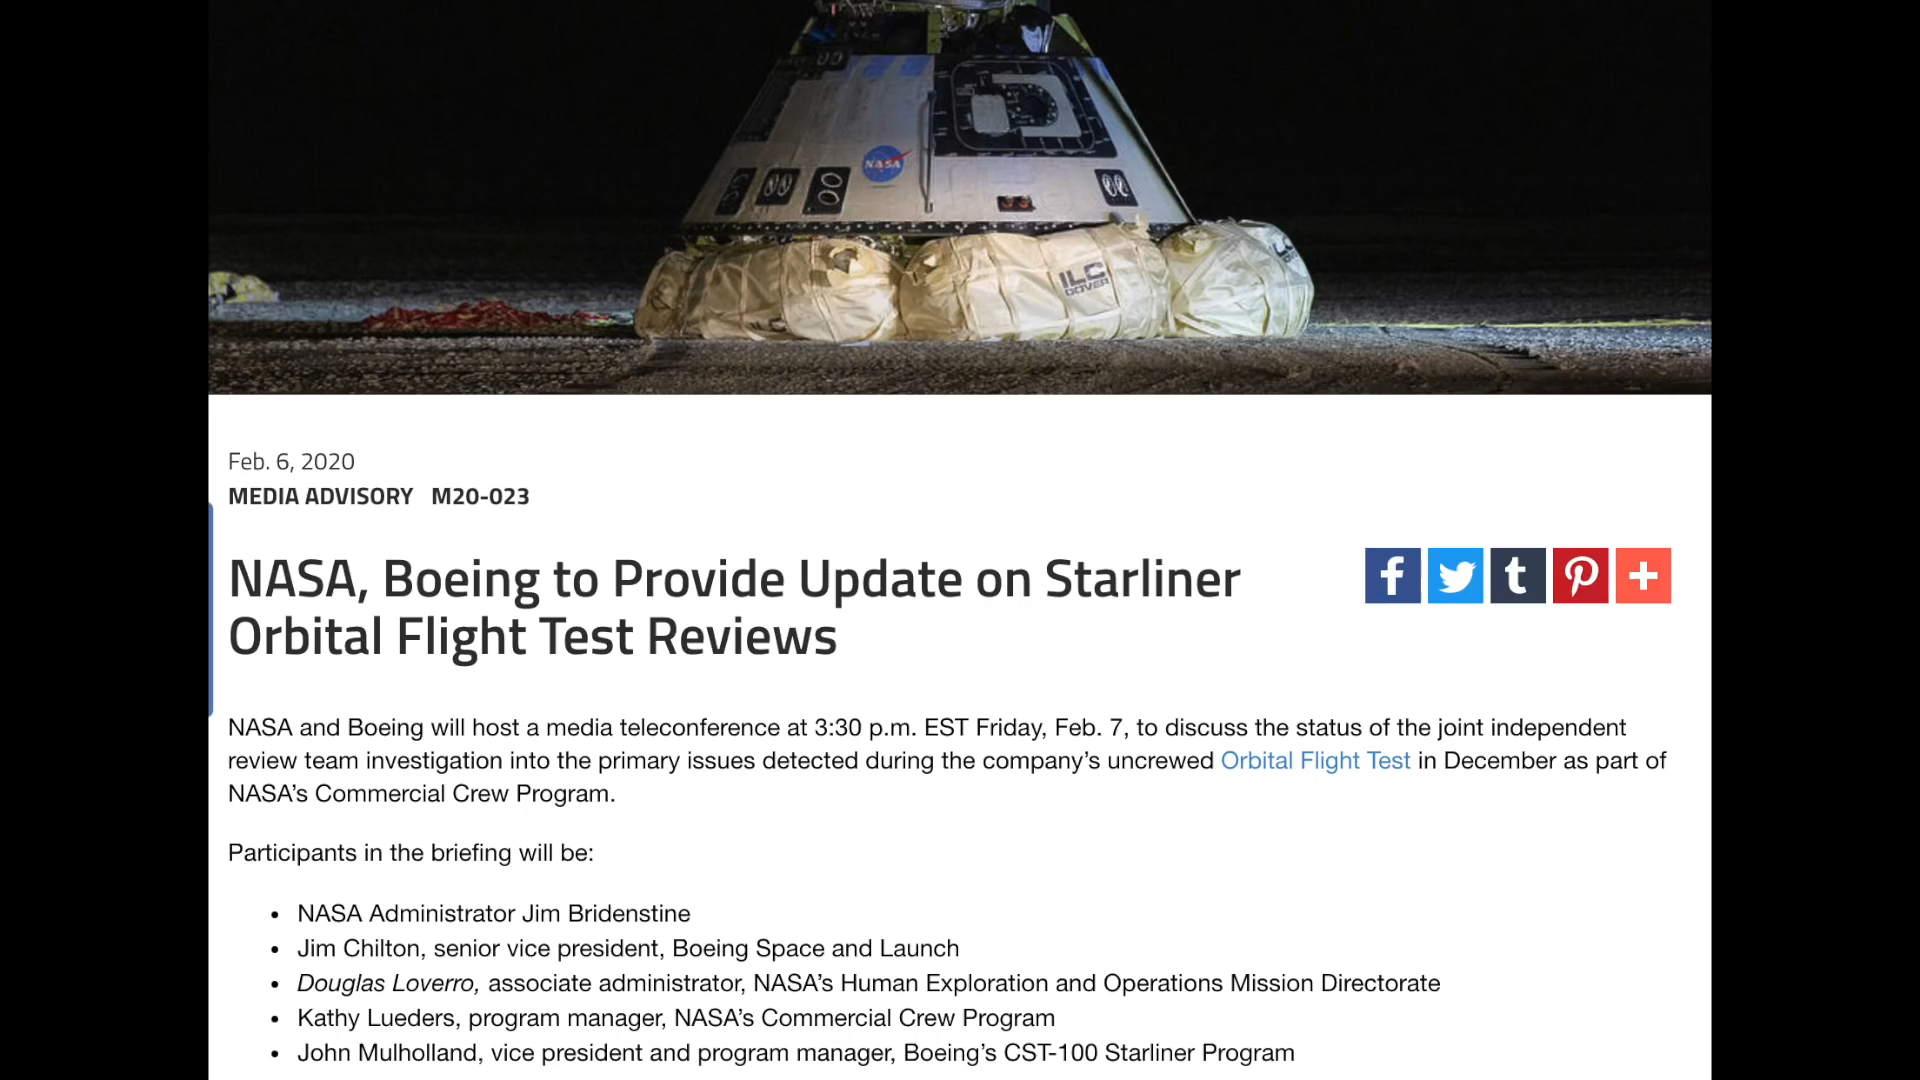 NASA
ILC
DOVER
Feb. 6, 2020
MEDIA ADVISORY M20-023
NASA, Boeing to Provide Update on Starliner
Orbital Flight Test Reviews
NASA and Boeing will host a media teleconference at 3:30 p.m. EST Friday, Feb. 7, to discuss the status of the joint independent
review team investigation into the primary issues detected during the company’s uncrewed Orbital Flight Test in December as part of
NASA’s Commercial Crew Program.
Participants in the briefing will be:
• NASA Administrator Jim Bridenstine
• Jim Chilton, senior vice president, Boeing Space and Launch
• Douglas Loverro, associate administrator, NASA’s Human Exploration and Operations Mission Directorate
• Kathy Lueders, program manager, NASA’s Commercial Crew Program
• John Mulholland, vice president and program manager, Boeing’s CST-100 Starliner Program